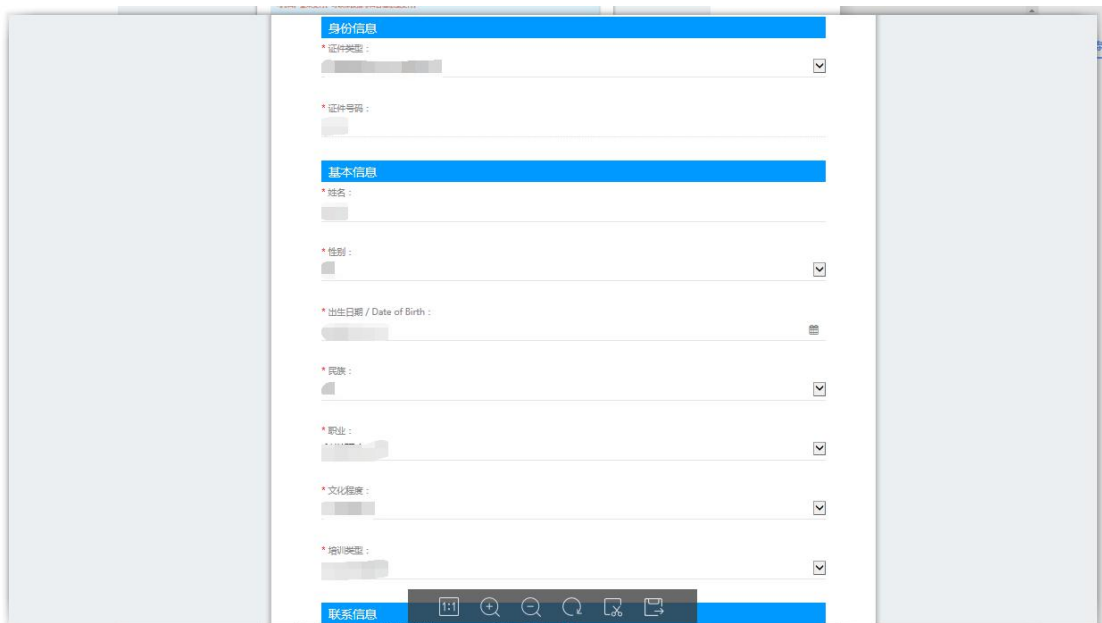 身份信息
* 证件类型：
* 证件号码：
基本信息
* 姓名：
* 性别：
* 出生日期 / Date of Birth：
* 民族：
* 职业：
* 文化程度：
* 培训类型：
联系信息
1:1